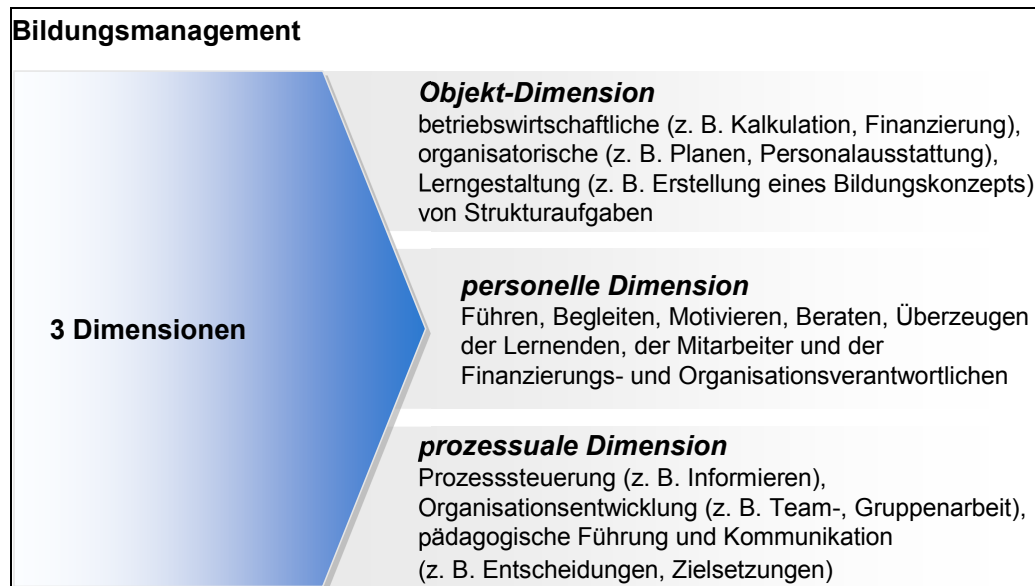 Bildungsmanagement
3 Dimensionen
Objekt-Dimension
betriebswirtschaftliche (z. B. Kalkulation, Finanzierung),
organisatorische (z. B. Planen, Personalausstattung),
Lerngestaltung (z. B. Erstellung eines Bildungskonzepts)
von Strukturaufgaben
personelle Dimension
Führen, Begleiten, Motivieren, Beraten, Überzeugen
der Lernenden, der Mitarbeiter und der
Finanzierungs- und Organisationsverantwortlichen
prozessuale Dimension
Prozesssteuerung (z. B. Informieren),
Organisationsentwicklung (z. B. Team-, Gruppenarbeit),
pädagogische Führung und Kommunikation
(z. B. Entscheidungen, Zielsetzungen)